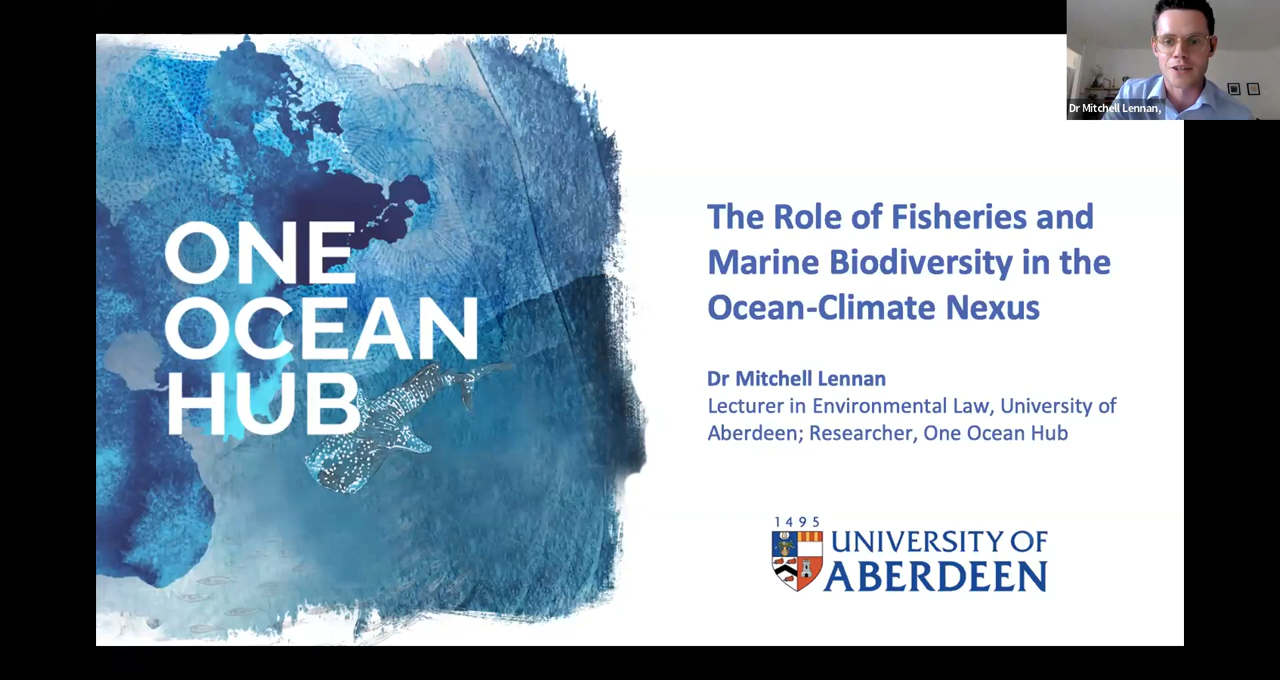 Dr Mitchell Lennan,
ONE
OCEAN
HUB
The Role of Fisheries and
Marine Biodiversity in the
Ocean-Climate Nexus
Dr Mitchell Lennan
Lecturer in Environmental Law, University of
Aberdeen; Researcher, One Ocean Hub
1495
UNIVERSITY OF
ABERDEEN